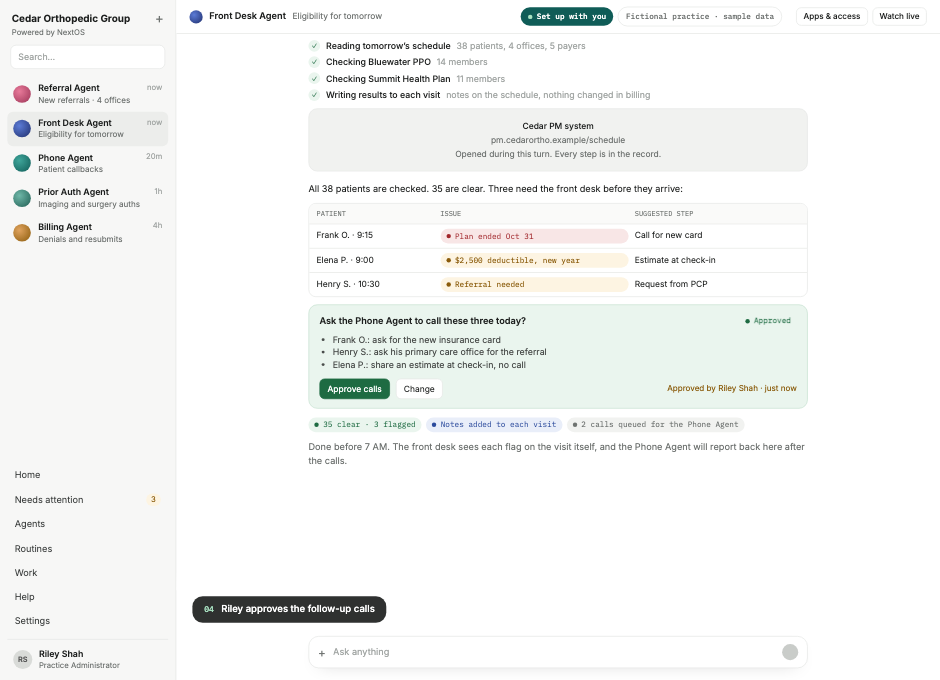 Cedar Orthopedic Group
+
Powered by NextOS
Search...
Referral Agent now
New referrals · 4 offices
Front Desk Agent now
Eligibility for tomorrow
Phone Agent 20m
Patient callbacks
Prior Auth Agent 1h
Imaging and surgery auths
Billing Agent 4h
Denials and resubmits
Home
Needs attention 3
Agents
Routines
Work
Help
Settings
RS
Riley Shah
Practice Administrator
Front Desk Agent Eligibility for tomorrow
Set up with you
Fictional practice · sample data
Apps & access
Watch live
✓ Reading tomorrow's schedule 38 patients, 4 offices, 5 payers
✓ Checking Bluewater PPO 14 members
✓ Checking Summit Health Plan 11 members
✓ Writing results to each visit notes on the schedule, nothing changed in billing
Cedar PM system
pm.cedarortho.example/schedule
Opened during this turn. Every step is in the record.
All 38 patients are checked. 35 are clear. Three need the front desk before they arrive:
PATIENT ISSUE SUGGESTED STEP
Frank O. · 9:15 Plan ended Oct 31 Call for new card
Elena P. · 9:00 $2,500 deductible, new year Estimate at check-in
Henry S. · 10:30 Referral needed Request from PCP
Ask the Phone Agent to call these three today? Approved
• Frank O.: ask for the new insurance card
• Henry S.: ask his primary care office for the referral
• Elena P.: share an estimate at check-in, no call
Approve calls Change Approved by Riley Shah · just now
35 clear · 3 flagged Notes added to each visit 2 calls queued for the Phone Agent
Done before 7 AM. The front desk sees each flag on the visit itself, and the Phone Agent will report back here after
the calls.
04 Riley approves the follow-up calls
+ Ask anything